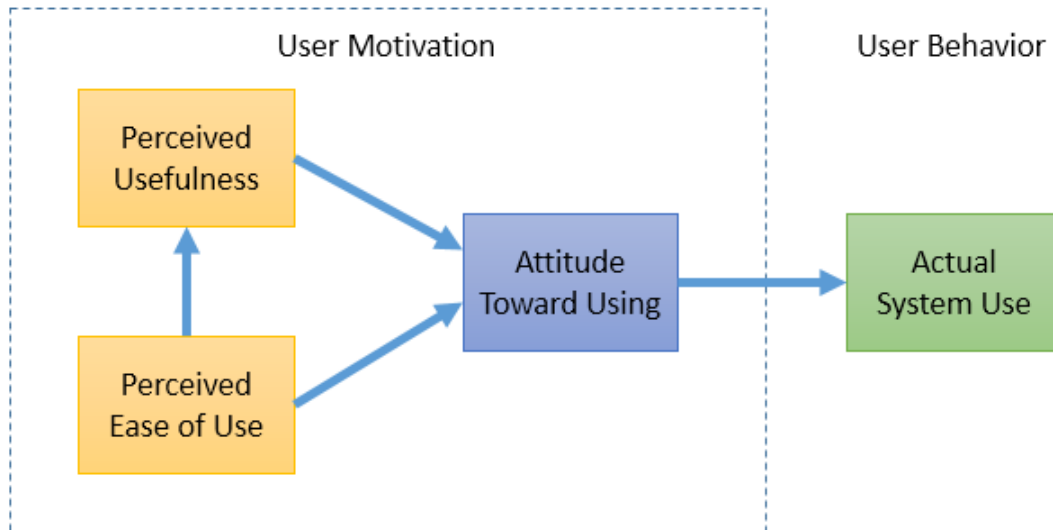 User Motivation
User Behavior
Perceived
Usefulness
Attitude
Toward Using
Actual
System Use
Perceived
Ease of Use